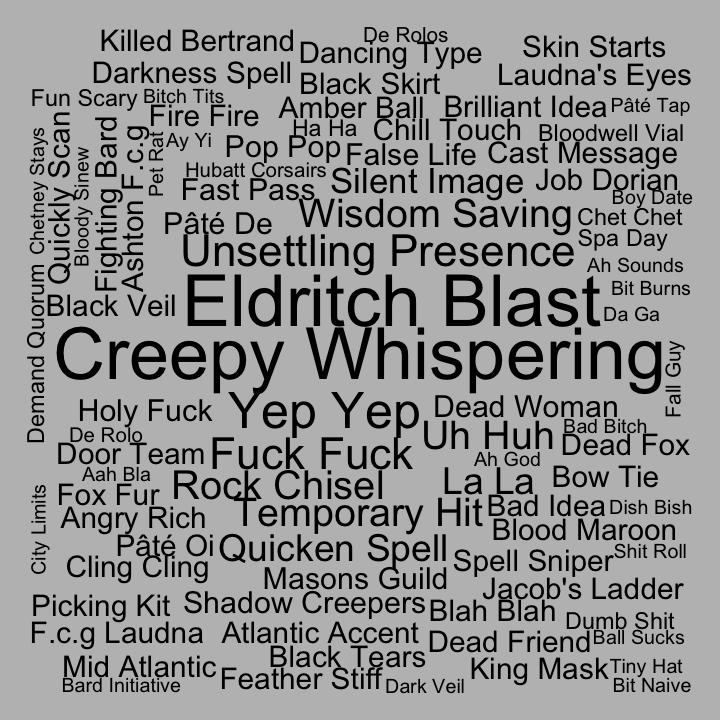 De Rolos
Killed Bertrand
Dancing Type
Skin Starts
Darkness Spell
Black Skirt
Laudna's Eyes
Fun Scary
Bitch Tits
Fire Fire
Amber Ball
Brilliant Idea
Pâté Tap
Ha Ha
Chill Touch
Bloodwell Vial
Ay Yi
Pop Pop
False Life
Cast Message
Hubatt Corsairs
Fast Pass
Silent Image
Job Dorian
Boy Date
Pâté De
Wisdom Saving
Chet Chet
Spa Day
Chetney Stays
Quickly Scan
Bloody Sinew
Fighting Bard
Ashton F.c.g
Pet Rat
Unsettling Presence
Ah Sounds
Bit Burns
Black Veil
Eldritch Blast
Da Ga
Demand Quorum
Creepy Whispering
Fall Guy
Holy Fuck
Yep Yep
Dead Woman
De Rolo
Uh Huh
Bad Bitch
Door Team
Fuck Fuck
Dead Fox
Aah Bla
Ah God
Fox Fur
Rock Chisel
La La
Bow Tie
City Limits
Angry Rich
Temporary Hit
Bad Idea
Dish Bish
Blood Maroon
Pâté Oi
Quicken Spell
Spell Sniper
Shit Roll
Cling Cling
Masons Guild
Jacob's Ladder
Picking Kit
Shadow Creepers
Blah Blah
Dumb Shit
F.c.g Laudna
Atlantic Accent
Dead Friend
Ball Sucks
Black Tears
Mid Atlantic
Feather Stiff
King Mask
Tiny Hat
Bard Initiative
Dark Veil
Bit Naive